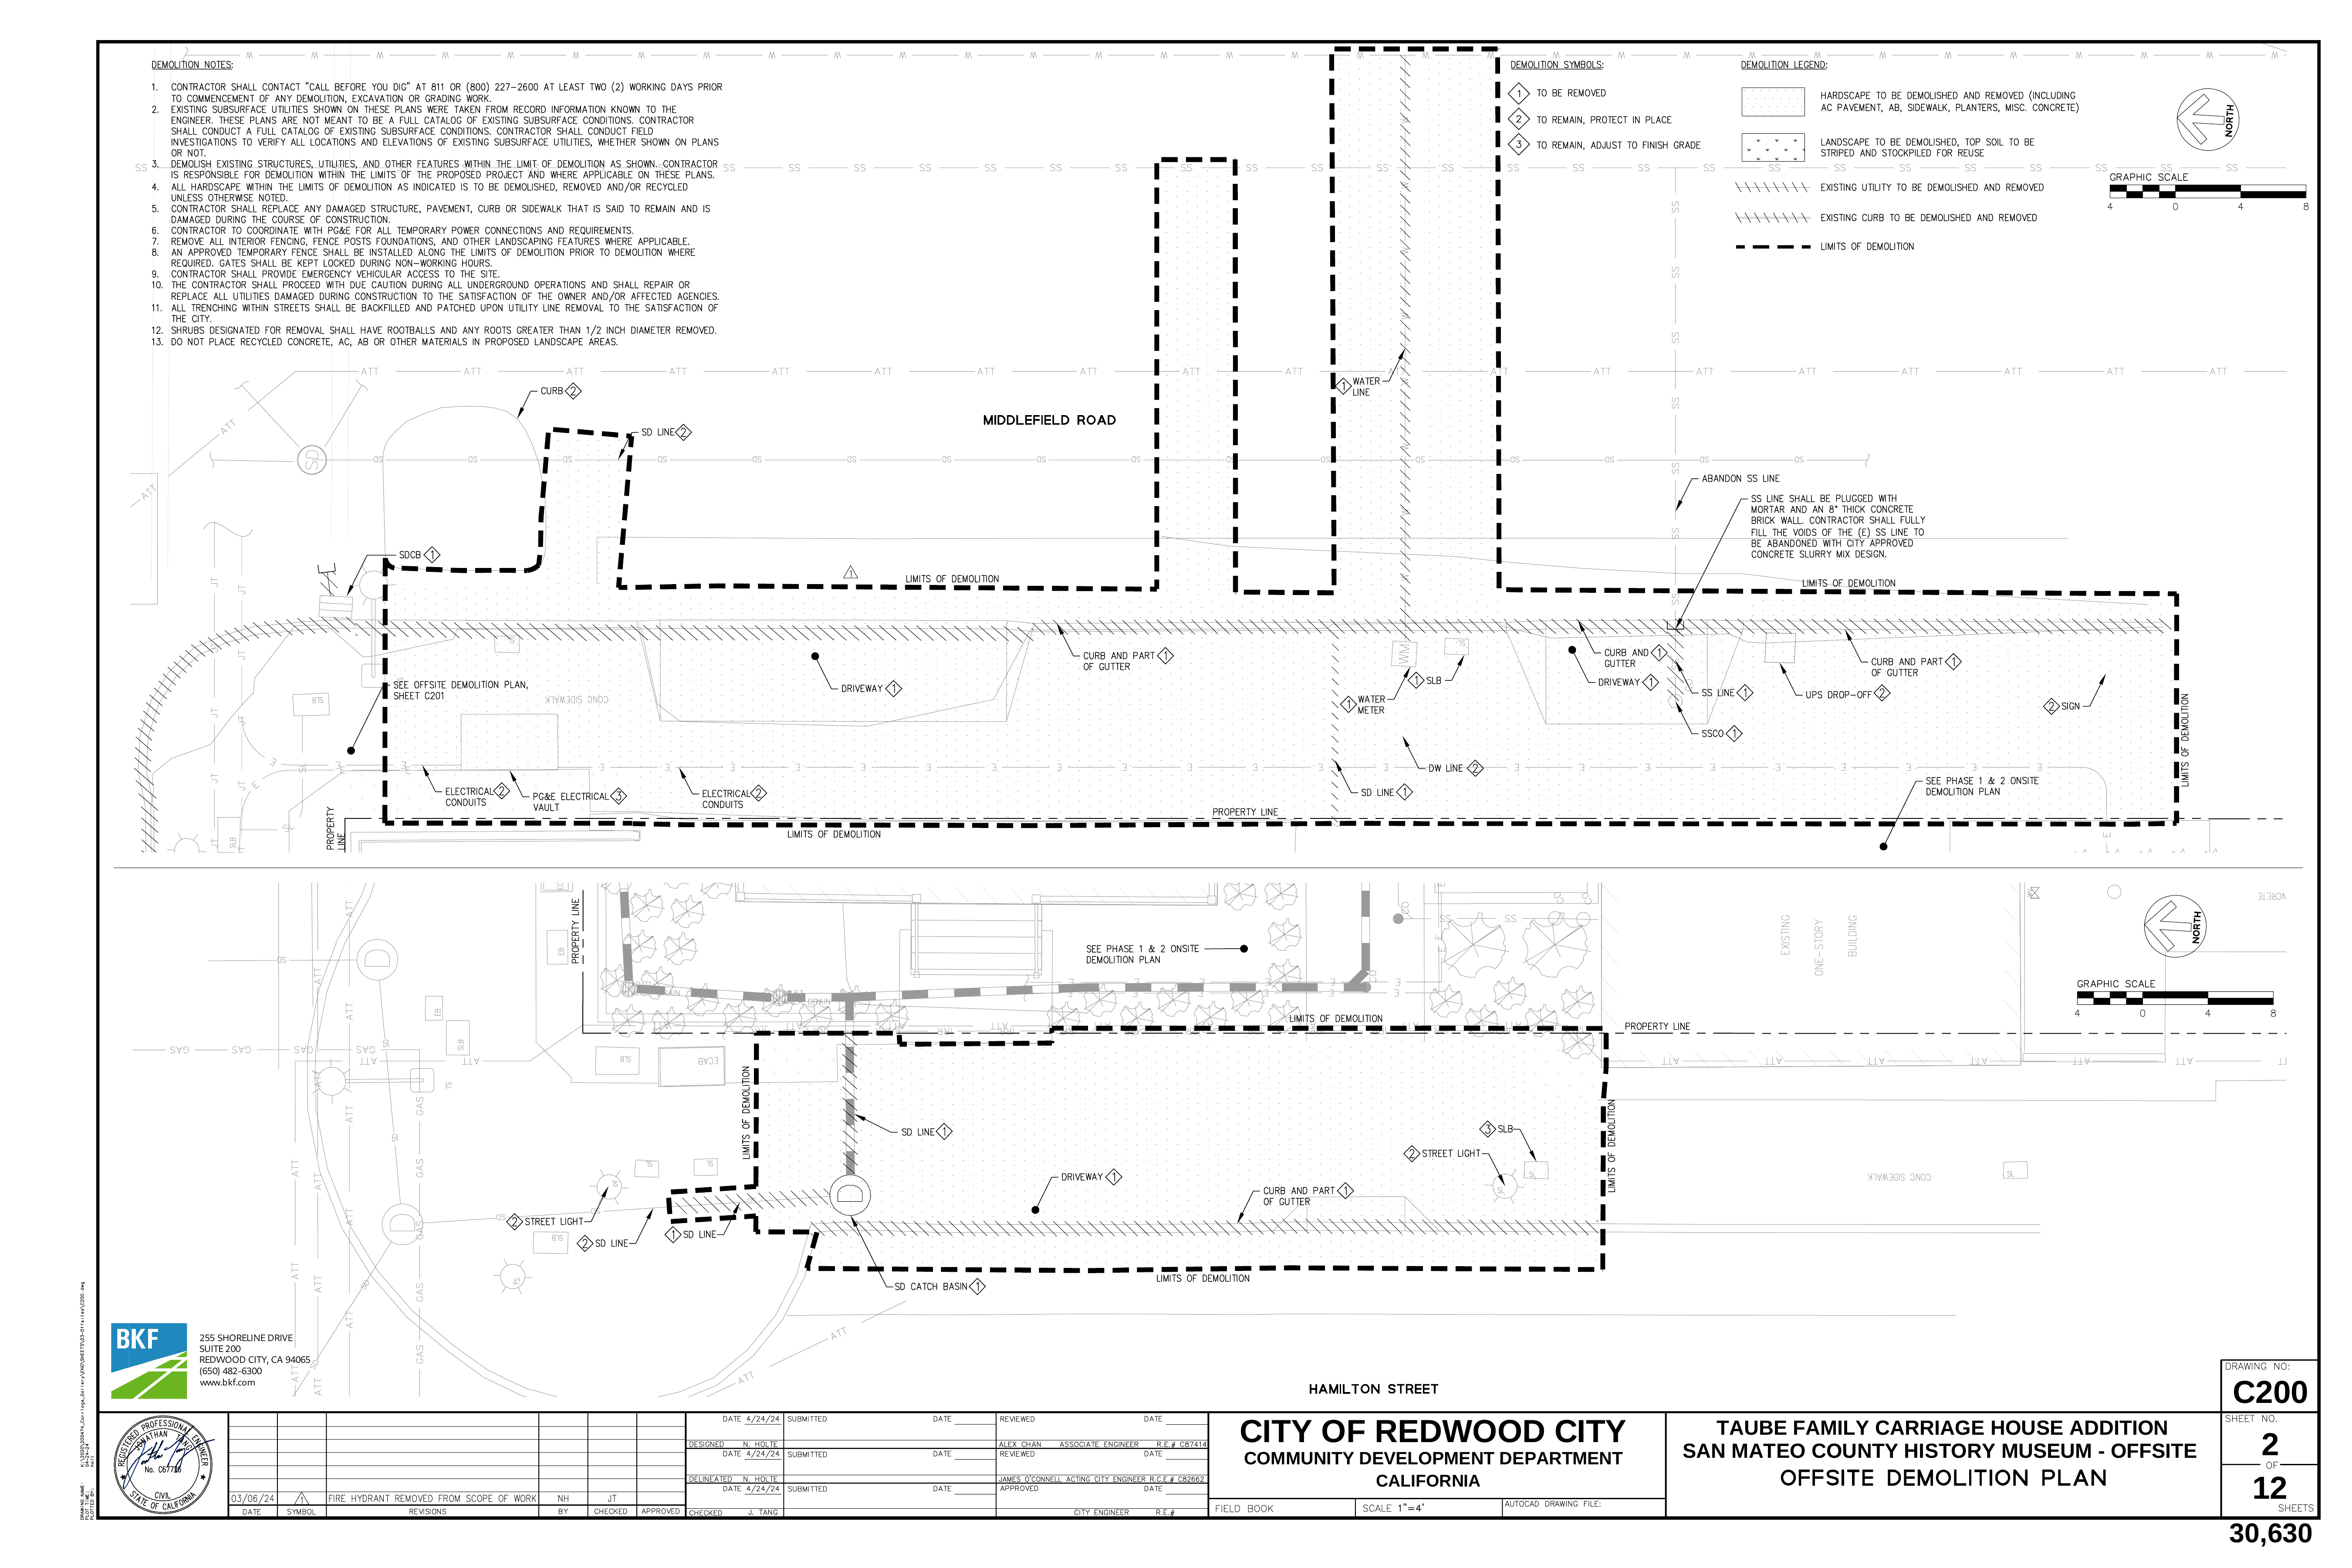 DEMOLITION NOTES:
1. CONTRACTOR SHALL CONTACT "CALL BEFORE YOU DIG" AT 811 OR (800) 227-2600 AT LEAST TWO (2) WORKING DAYS PRIOR
TO COMMENCEMENT OF ANY DEMOLITION, EXCAVATION OR GRADING WORK.
2. EXISTING SUBSURFACE UTILITIES SHOWN ON THESE PLANS WERE TAKEN FROM RECORD INFORMATION KNOWN TO THE
ENGINEER. THESE PLANS ARE NOT MEANT TO BE A FULL CATALOG OF EXISTING SUBSURFACE CONDITIONS. CONTRACTOR
SHALL CONDUCT A FULL CATALOG OF EXISTING SUBSURFACE CONDITIONS. CONTRACTOR SHALL CONDUCT FIELD
INVESTIGATIONS TO VERIFY ALL LOCATIONS AND ELEVATIONS OF EXISTING SUBSURFACE UTILITIES, WHETHER SHOWN ON PLANS
OR NOT.
3. DEMOLISH EXISTING STRUCTURES, UTILITIES, AND OTHER FEATURES WITHIN THE LIMIT OF DEMOLITION AS SHOWN. CONTRACTOR
IS RESPONSIBLE FOR DEMOLITION WITHIN THE LIMITS OF THE PROPOSED PROJECT AND WHERE APPLICABLE ON THESE PLANS.
4. ALL HARDSCAPE WITHIN THE LIMITS OF DEMOLITION AS INDICATED IS TO BE DEMOLISHED, REMOVED AND/OR RECYCLED
UNLESS OTHERWISE NOTED.
5. CONTRACTOR SHALL REPLACE ANY DAMAGED STRUCTURE, PAVEMENT, CURB OR SIDEWALK THAT IS SAID TO REMAIN AND IS
DAMAGED DURING THE COURSE OF CONSTRUCTION.
6. CONTRACTOR TO COORDINATE WITH PG&E FOR ALL TEMPORARY POWER CONNECTIONS AND REQUIREMENTS.
7. REMOVE ALL INTERIOR FENCING, FENCE POSTS FOUNDATIONS, AND OTHER LANDSCAPING FEATURES WHERE APPLICABLE.
8. AN APPROVED TEMPORARY FENCE SHALL BE INSTALLED ALONG THE LIMITS OF DEMOLITION PRIOR TO DEMOLITION WHERE
REQUIRED. GATES SHALL BE KEPT LOCKED DURING NON-WORKING HOURS.
9. CONTRACTOR SHALL PROVIDE EMERGENCY VEHICULAR ACCESS TO THE SITE.
10. THE CONTRACTOR SHALL PROCEED WITH DUE CAUTION DURING ALL UNDERGROUND OPERATIONS AND SHALL REPAIR OR
REPLACE ALL UTILITIES DAMAGED DURING CONSTRUCTION TO THE SATISFACTION OF THE OWNER AND/OR AFFECTED AGENCIES.
11. ALL TRENCHING WITHIN STREETS SHALL BE BACKFILLED AND PATCHED UPON UTILITY LINE REMOVAL TO THE SATISFACTION OF
THE CITY.
12. SHRUBS DESIGNATED FOR REMOVAL SHALL HAVE ROOTBALLS AND ANY ROOTS GREATER THAN 1/2 INCH DIAMETER REMOVED.
13. DO NOT PLACE RECYCLED CONCRETE, AC, AB OR OTHER MATERIALS IN PROPOSED LANDSCAPE AREAS.
DEMOLITION SYMBOLS:
1 TO BE REMOVED
2 TO REMAIN, PROTECT IN PLACE
3 TO REMAIN, ADJUST TO FINISH GRADE
DEMOLITION LEGEND:
HARDSCAPE TO BE DEMOLISHED AND REMOVED (INCLUDING
AC PAVEMENT, AB, SIDEWALK, PLANTERS, MISC. CONCRETE)
LANDSCAPE TO BE DEMOLISHED, TOP SOIL TO BE
STRIPED AND STOCKPILED FOR REUSE
EXISTING UTILITY TO BE DEMOLISHED AND REMOVED
EXISTING CURB TO BE DEMOLISHED AND REMOVED
LIMITS OF DEMOLITION
NORTH
GRAPHIC SCALE
4 0 4 8
CURB 2
SD LINE 2
MIDDLEFIELD ROAD
1 WATER
LINE
ABANDON SS LINE
SS LINE SHALL BE PLUGGED WITH
MORTAR AND AN 8" THICK CONCRETE
BRICK WALL. CONTRACTOR SHALL FULLY
FILL THE VOIDS OF THE (E) SS LINE TO
BE ABANDONED WITH CITY APPROVED
CONCRETE SLURRY MIX DESIGN.
SDCB 1
1
LIMITS OF DEMOLITION
LIMITS OF DEMOLITION
SEE OFFSITE DEMOLITION PLAN,
SHEET C201
CONC SIDEWALK
DRIVEWAY 1
CURB AND PART 1
OF GUTTER
1 WATER
METER
WM
1 SLB
CURB AND 1
GUTTER
DRIVEWAY 1
SS LINE 1
SSCO 1
UPS DROP-OFF 2
CURB AND PART 1
OF GUTTER
2 SIGN
LIMITS OF DEMOLITION
ELECTRICAL 2
CONDUITS
PG&E ELECTRICAL 3
VAULT
ELECTRICAL 2
CONDUITS
DW LINE 2
SD LINE 1
SEE PHASE 1 & 2 ONSITE
DEMOLITION PLAN
PROPERTY LINE
LIMITS OF DEMOLITION
PROPERTY
LINE
PROPERTY LINE
SEE PHASE 1 & 2 ONSITE
DEMOLITION PLAN
EXISTING
ONE-STORY
BUILDING
NORTH
GRAPHIC SCALE
4 0 4 8
LIMITS OF DEMOLITION
PROPERTY LINE
LIMITS OF DEMOLITION
ECAB
SD LINE 1
3 SLB
2 STREET LIGHT
LIMITS OF DEMOLITION
DRIVEWAY 1
CURB AND PART 1
OF GUTTER
CONC SIDEWALK
2 STREET LIGHT
2 SD LINE
1 SD LINE
SD CATCH BASIN 1
LIMITS OF DEMOLITION
HAMILTON STREET
BKF
255 SHORELINE DRIVE
SUITE 200
REDWOOD CITY, CA 94065
(650) 482-6300
www.bkf.com
REGISTERED PROFESSIONAL ENGINEER
JONATHAN TANG
No. C67726
CIVIL
STATE OF CALIFORNIA
03/06/24 1 FIRE HYDRANT REMOVED FROM SCOPE OF WORK NH JT
DATE SYMBOL REVISIONS BY CHECKED APPROVED
DATE 4/24/24 SUBMITTED DATE REVIEWED DATE
DESIGNED N. HOLTE ALEX CHAN ASSOCIATE ENGINEER R.E.# C87414
DATE 4/24/24 SUBMITTED DATE REVIEWED DATE
DELINEATED N. HOLTE JAMES O'CONNELL ACTING CITY ENGINEER R.C.E.# C82662
DATE 4/24/24 SUBMITTED DATE APPROVED DATE
CHECKED J. TANG CITY ENGINEER R.E.#
CITY OF REDWOOD CITY
COMMUNITY DEVELOPMENT DEPARTMENT
CALIFORNIA
FIELD BOOK SCALE 1"=4' AUTOCAD DRAWING FILE:
TAUBE FAMILY CARRIAGE HOUSE ADDITION
SAN MATEO COUNTY HISTORY MUSEUM - OFFSITE
OFFSITE DEMOLITION PLAN
DRAWING NO:
C200
SHEET NO.
2
OF
12
SHEETS
30,630